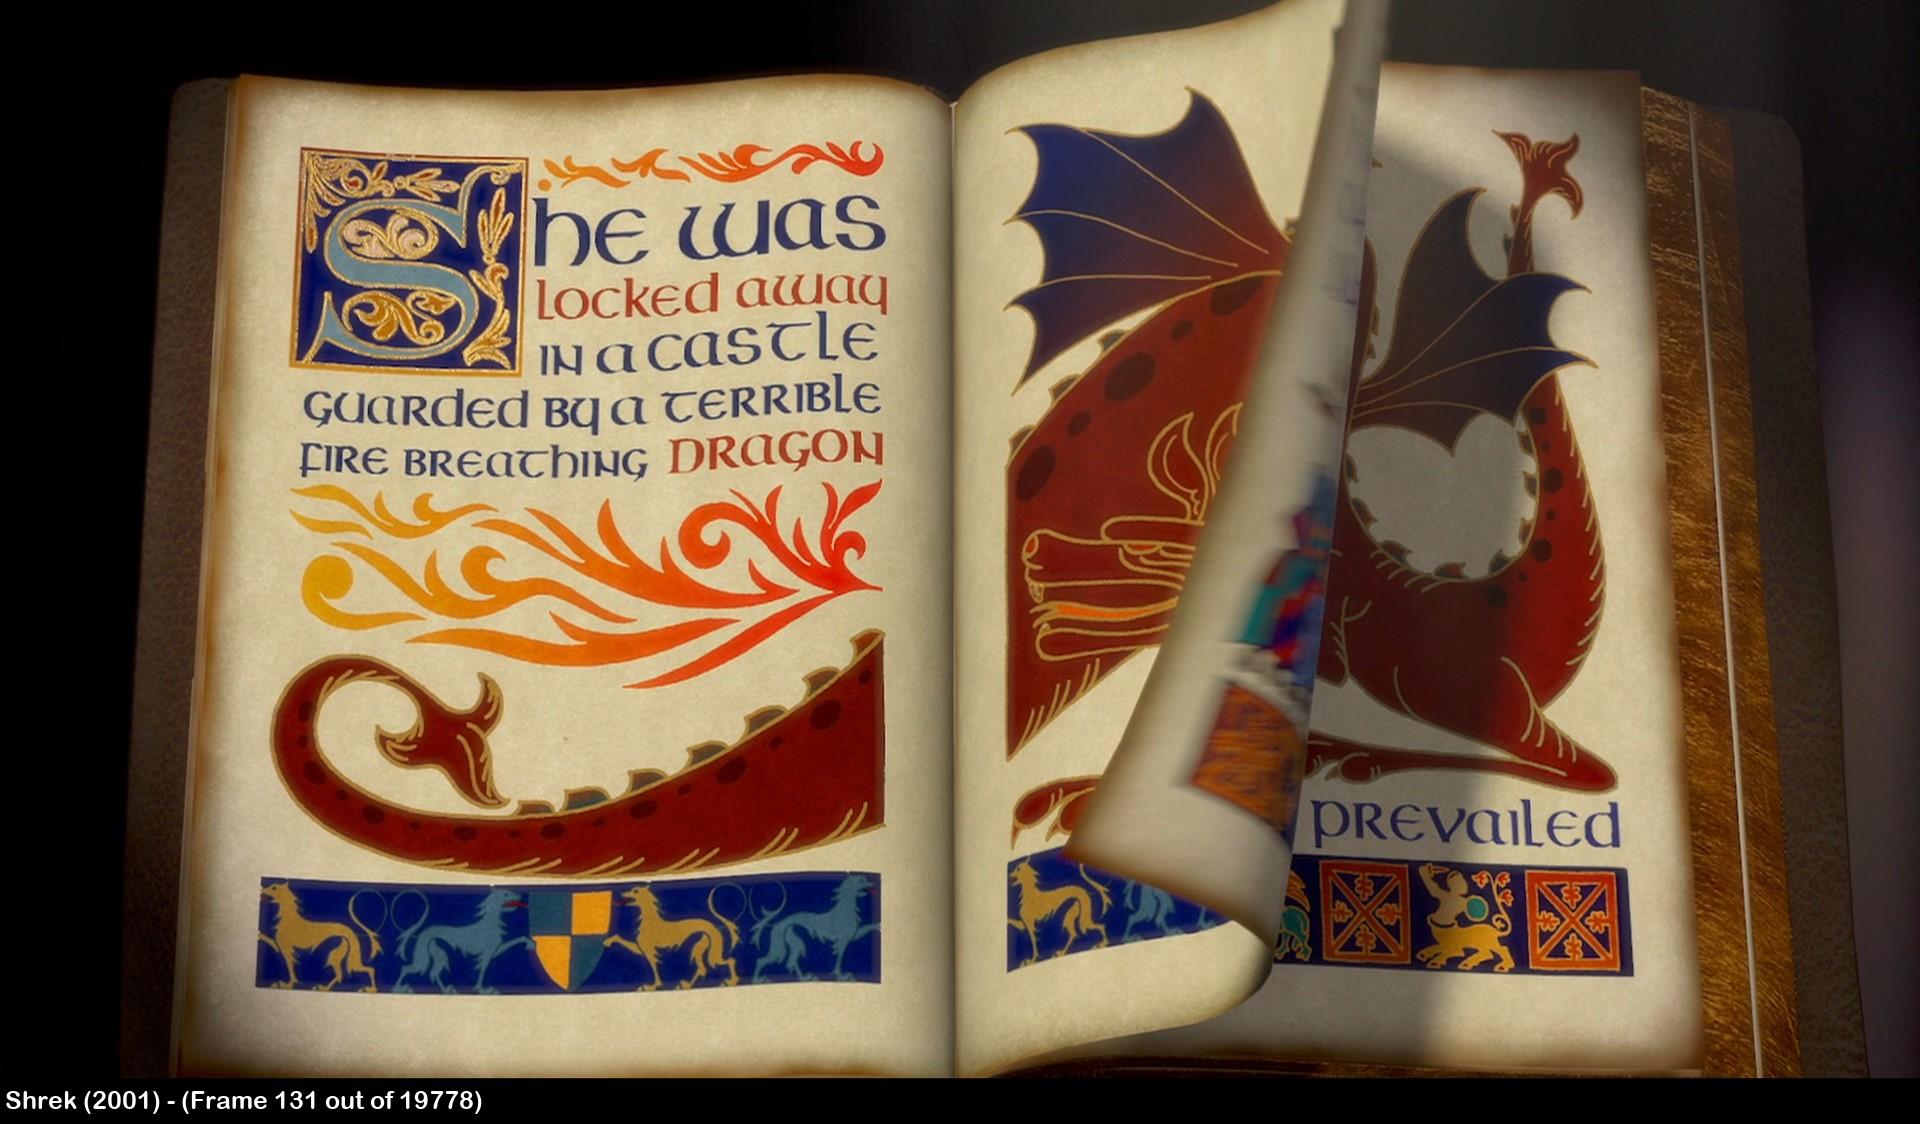 She was
locked away
in a castle
guarded by a terrible
fire breathing dragon
prevailed
Shrek (2001) - (Frame 131 out of 19778)